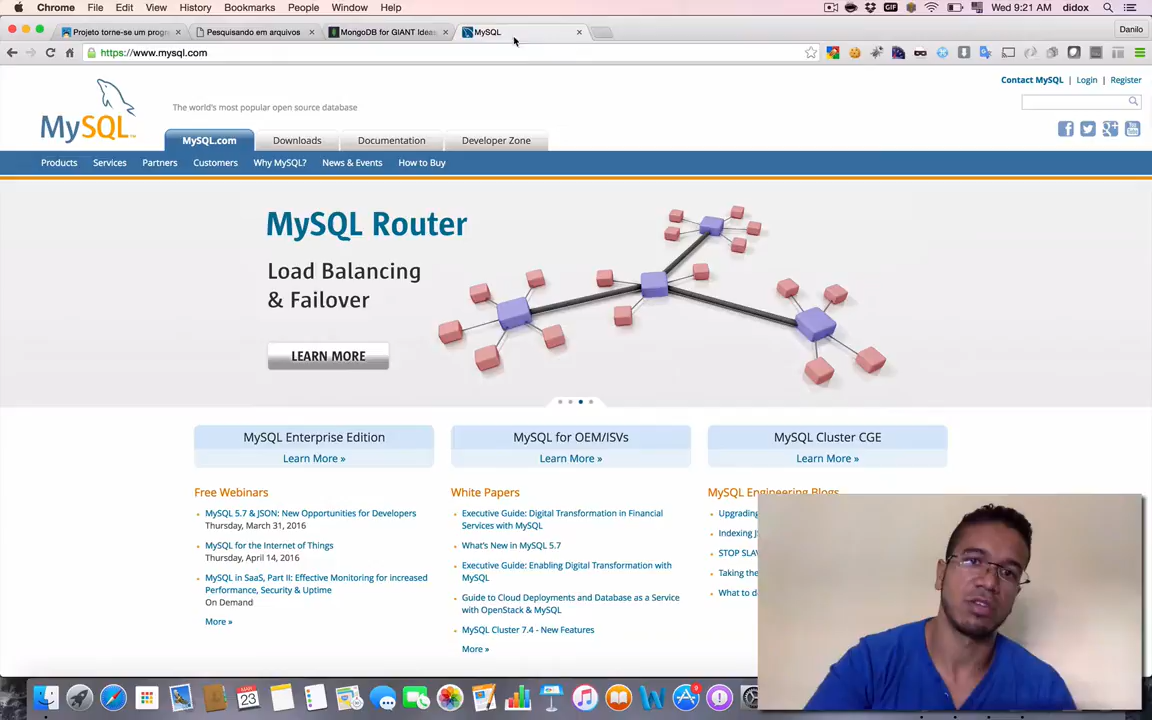 Chrome File Edit View History Bookmarks People Window Help
Wed 9:21 AM didox
Projeto torne-se um progr
Pesquisando em arquivos
MongoDB for GIANT Ideas
MySQL
Danilo
https://www.mysql.com
Contact MySQL | Login | Register
MySQL
The world's most popular open source database
MySQL.com
Downloads
Documentation
Developer Zone
Products Services Partners Customers Why MySQL? News & Events How to Buy
MySQL Router
Load Balancing
& Failover
LEARN MORE
MySQL Enterprise Edition
Learn More »
MySQL for OEM/ISVs
Learn More »
MySQL Cluster CGE
Learn More »
Free Webinars
MySQL 5.7 & JSON: New Opportunities for Developers
Thursday, March 31, 2016
MySQL for the Internet of Things
Thursday, April 14, 2016
MySQL in SaaS, Part II: Effective Monitoring for increased
Performance, Security & Uptime
On Demand
More »
White Papers
Executive Guide: Digital Transformation in Financial
Services with MySQL
What's New in MySQL 5.7
Executive Guide: Enabling Digital Transformation with
MySQL
Guide to Cloud Deployments and Database as a Service
with OpenStack & MySQL
MySQL Cluster 7.4 - New Features
More »
MySQL Engineering Blogs
Upgrading
Indexing
STOP
Taking the
What to